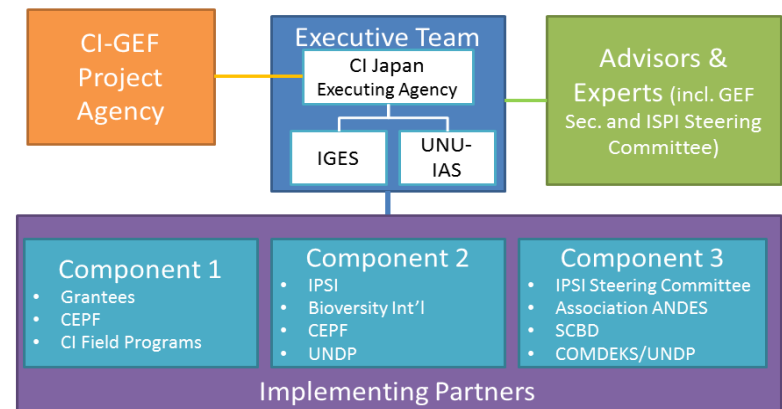 CI-GEF
Project
Agency
Executive Team
CI Japan
Executing Agency
IGES
UNU-
IAS
Advisors &
Experts (incl. GEF
Sec. and ISPI Steering
Committee)
Component 1
• Grantees
• CEPF
• CI Field Programs
Component 2
• IPSI
• Bioversity Int'l
• CEPF
• UNDP
Component 3
• IPSI Steering Committee
• Association ANDES
• SCBD
• COMDEKS/UNDP
Implementing Partners